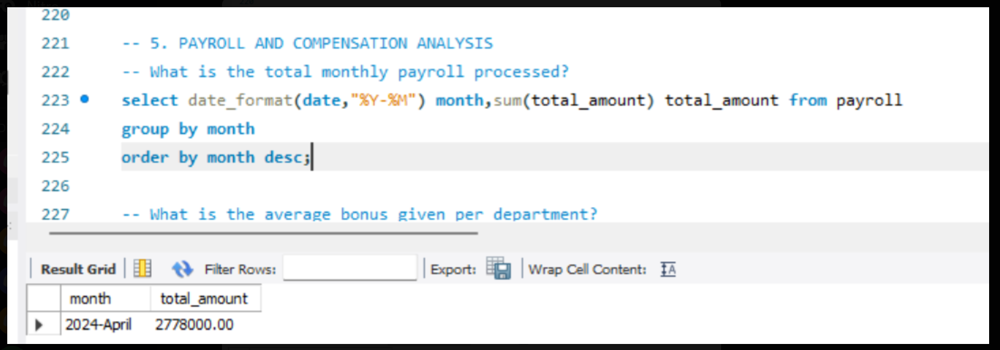 220
221 -- 5. PAYROLL AND COMPENSATION ANALYSIS
222 -- What is the total monthly payroll processed?
223 select date_format(date,"%Y-%M") month,sum(total_amount) total_amount from payroll
224 group by month
225 order by month desc;
226
227 -- What is the average bonus given per department?
Result Grid Filter Rows: Export: Wrap Cell Content: IA
month total_amount
2024-April 2778000.00